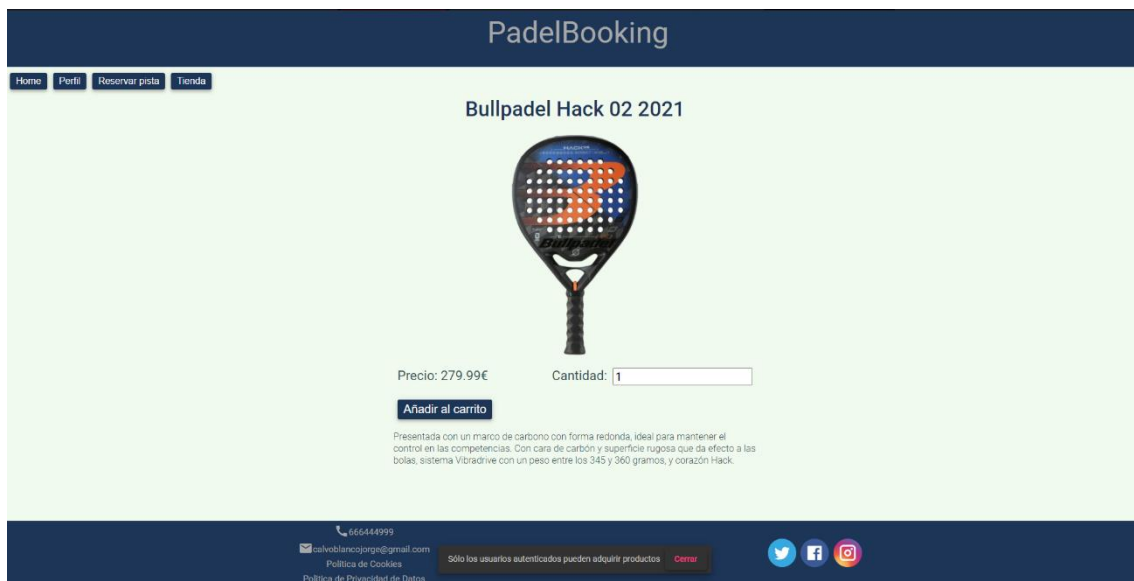 PadelBooking
Home Perfil Reservar pista Tienda
Bullpadel Hack 02 2021
Bullpadel
Precio: 279.99€ Cantidad: 1
Añadir al carrito
Presentada con un marco de carbono con forma redonda, ideal para mantener el
control en las competencias. Con cara de carbón y superficie rugosa que da efecto a las
bolas, sistema Vibradrive con un peso entre los 345 y 360 gramos, y corazón Hack.
666444999
calvoblancojorge@gmail.com
Política de Cookies
Política de Privacidad de Datos
Sólo los usuarios autenticados pueden adquirir productos Cerrar